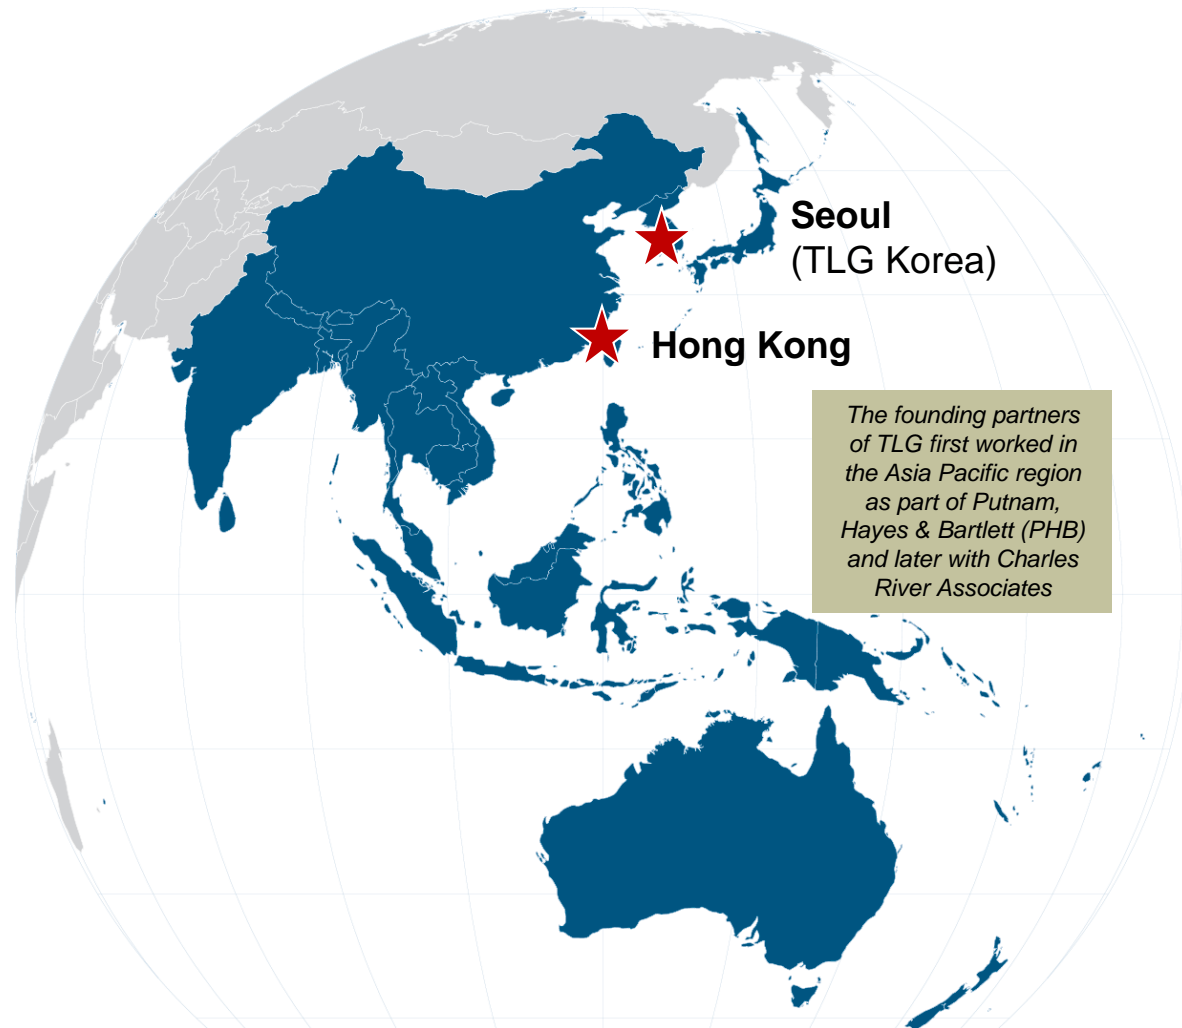 Seoul
(TLG Korea)
Hong Kong
The founding partners
of TLG first worked in
the Asia Pacific region
as part of Putnam,
Hayes & Bartlett (PHB)
and later with Charles
River Associates